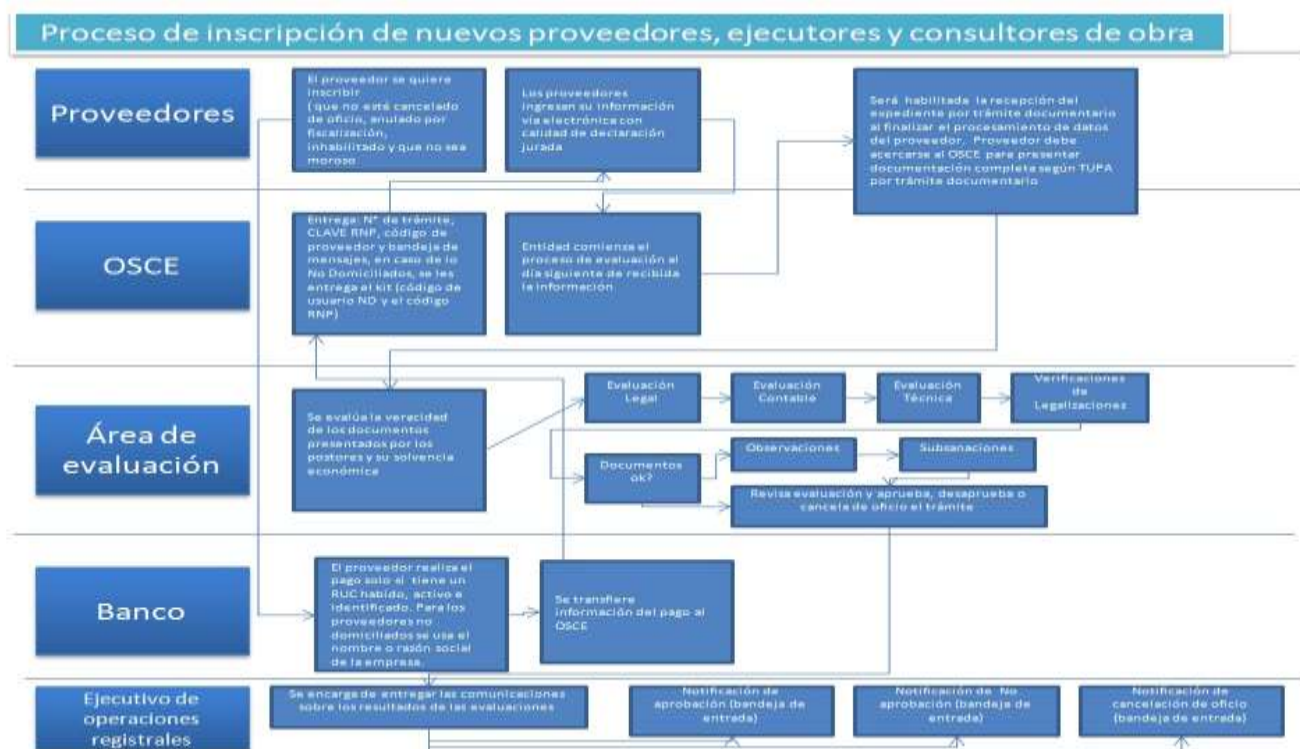 Proceso de inscripción de nuevos proveedores, ejecutores y consultores de obra
Proveedores
El proveedor se quiere
inscribir
( que no está cancelado
de oficio, anulado por
fiscalización,
inhabilitado y que no sea
moroso
Los proveedores
ingresan su información
vía electrónica con
calidad de declaración
jurada
Será habilitada la recepción del
expediente por trámite documentario
al finalizar el procesamiento de datos
del proveedor. Proveedor debe
acercarse al OSCE para presentar
documentación completa según TUPA
por trámite documentario
OSCE
Entrega: N° de trámite,
CLAVE RNP, código de
proveedor y bandeja de
mensajes, en caso de lo
No Domiciliados, se les
entrega el kit (código de
usuario ND y el código
RNP)
Entidad comienza el
proceso de evaluación al
día siguiente de recibida
la información
Área de
evaluación
Se evalúa la veracidad
de los documentos
presentados por los
postores y su solvencia
económica
Evaluación
Legal
Evaluación
Contable
Evaluación
Técnica
Verificaciones
de
Legalizaciones
Documentos
ok?
Observaciones
Subsanaciones
Revisa evaluación y aprueba, desaprueba o
cancela de oficio el trámite
Banco
El proveedor realiza el
pago solo si tiene un
RUC habido, activo e
identificado. Para los
proveedores no
domiciliados se usa el
nombre o razón social
de la empresa.
Se transfiere
información del pago al
OSCE
Ejecutivo de
operaciones
registrales
Se encarga de entregar las comunicaciones
sobre los resultados de las evaluaciones
Notificación de
aprobación (bandeja de
entrada)
Notificación de No
aprobación (bandeja de
entrada)
Notificación de
cancelación de oficio
(bandeja de entrada)